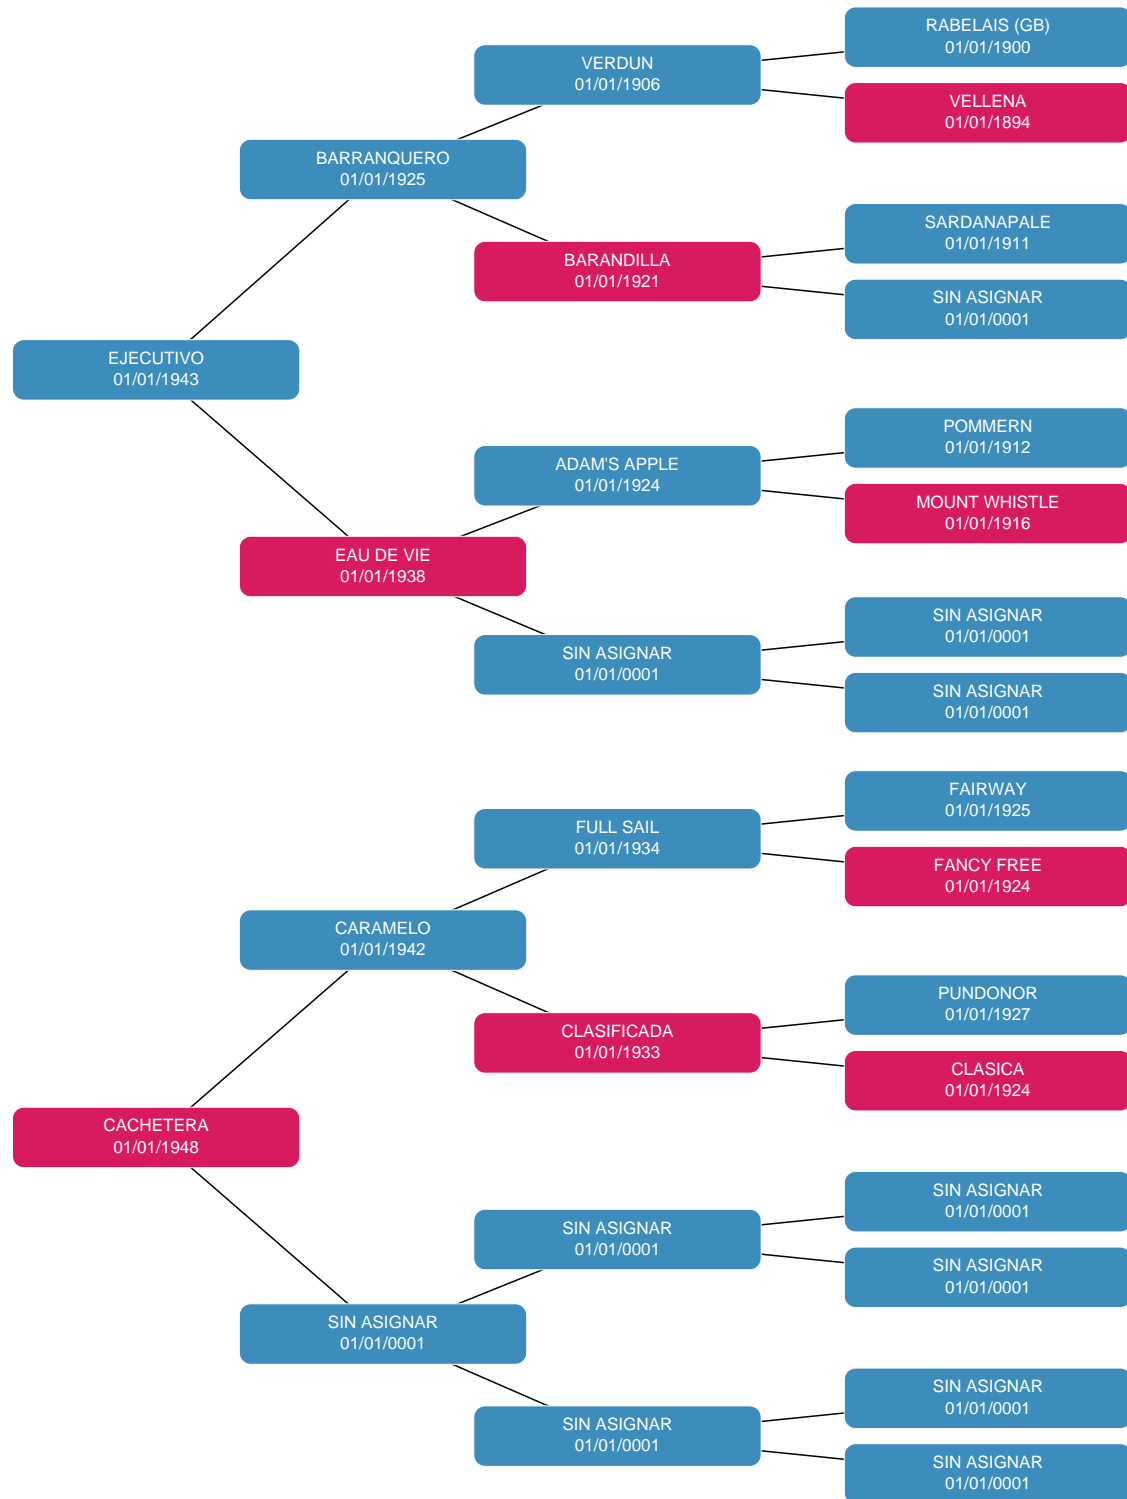 RABELAIS (GB)
01/01/1900
VERDUN
01/01/1906
VELLENA
01/01/1894
BARRANQUERO
01/01/1925
SARDANAPALE
01/01/1911
BARANDILLA
01/01/1921
SIN ASIGNAR
01/01/0001
EJECUTIVO
01/01/1943
POMMERN
01/01/1912
ADAM'S APPLE
01/01/1924
MOUNT WHISTLE
01/01/1916
EAU DE VIE
01/01/1938
SIN ASIGNAR
01/01/0001
SIN ASIGNAR
01/01/0001
SIN ASIGNAR
01/01/0001
FAIRWAY
01/01/1925
FULL SAIL
01/01/1934
FANCY FREE
01/01/1924
CARAMELO
01/01/1942
PUNDONOR
01/01/1927
CLASIFICADA
01/01/1933
CLASICA
01/01/1924
CACHETERA
01/01/1948
SIN ASIGNAR
01/01/0001
SIN ASIGNAR
01/01/0001
SIN ASIGNAR
01/01/0001
SIN ASIGNAR
01/01/0001
SIN ASIGNAR
01/01/0001
SIN ASIGNAR
01/01/0001
SIN ASIGNAR
01/01/0001